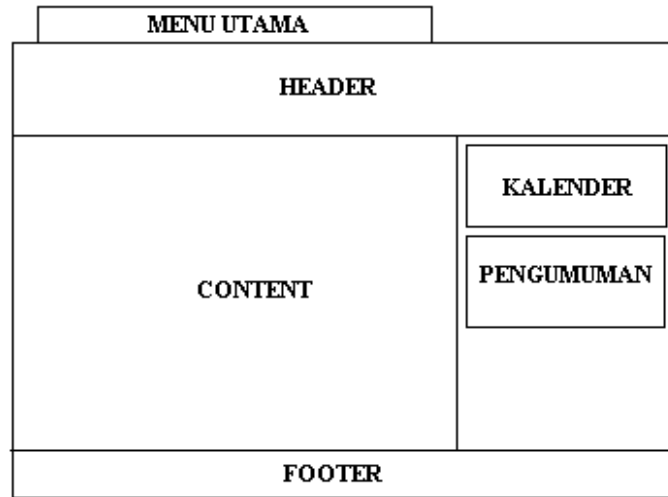 MENU UTAMA
HEADER
KALENDER
PENGUMUMAN
CONTENT
FOOTER